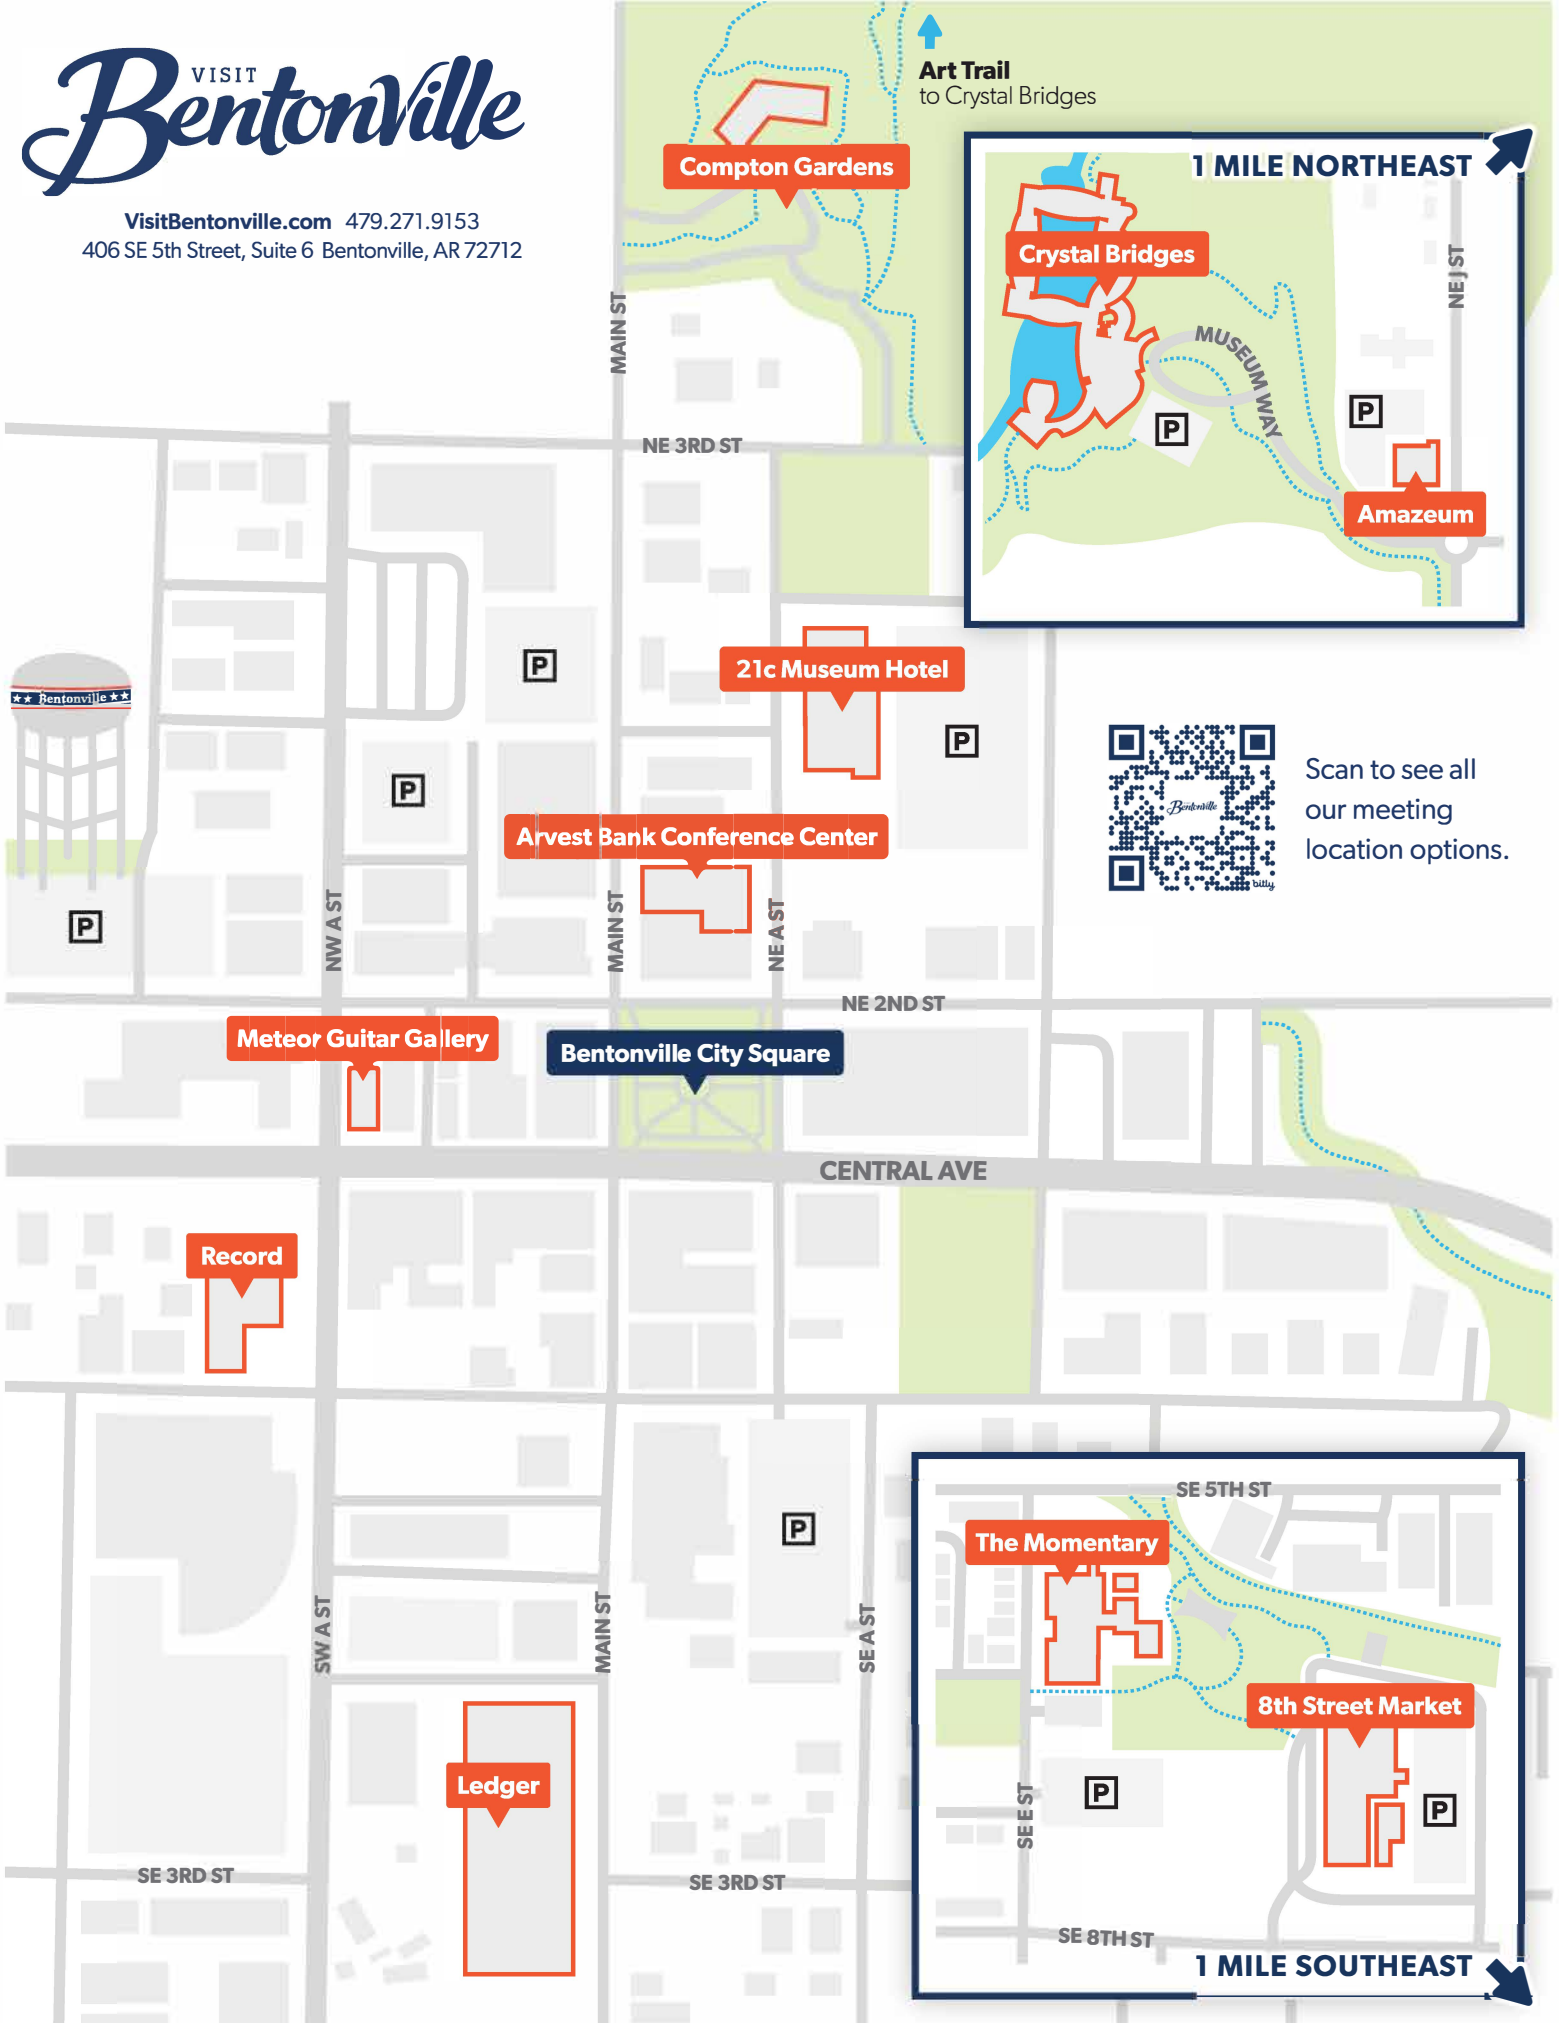 VISIT
Bentonville
VisitBentonville.com 479.271.9153
406 SE 5th Street, Suite 6 Bentonville, AR 72712
Art Trail
to Crystal Bridges
Compton Gardens
1 MILE NORTHEAST
Crystal Bridges
NE J ST
MUSEUM WAY
P
P
Amazeum
MAIN ST
NE 3RD ST
P
21c Museum Hotel
P
★★ Bentonville ★★
P
Scan to see all
our meeting
location options.
Bentonville
bitly
Arvest Bank Conference Center
P
NW A ST
MAIN ST
NE A ST
NE 2ND ST
Meteor Guitar Gallery
Bentonville City Square
CENTRAL AVE
Record
P
SW A ST
MAIN ST
SE A ST
Ledger
SE 3RD ST
SE 3RD ST
SE 5TH ST
The Momentary
8th Street Market
P
P
SE E ST
SE 8TH ST
1 MILE SOUTHEAST